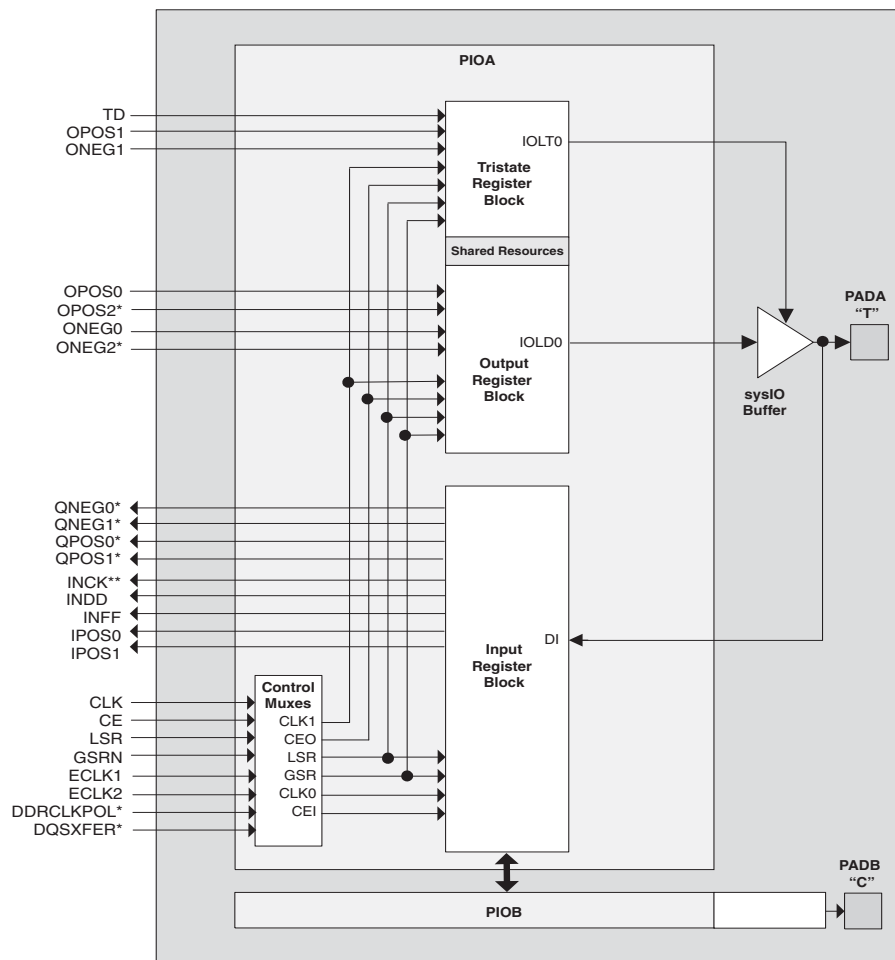 PIOA
TD
OPOS1
ONEG1
IOLT0
Tristate
Register
Block
Shared Resources
OPOS0
OPOS2*
ONEG0
ONEG2*
IOLD0
Output
Register
Block
PADA
“T”
sysIO
Buffer
QNEG0*
QNEG1*
QPOS0*
QPOS1*
INCK**
INDD
INFF
IPOS0
IPOS1
DI
Input
Register
Block
Control
Muxes
CLK
CE
LSR
GSRN
ECLK1
ECLK2
DDRCLKPOL*
DQSXFER*
CLK1
CEO
LSR
GSR
CLK0
CEI
PADB
“C”
PIOB